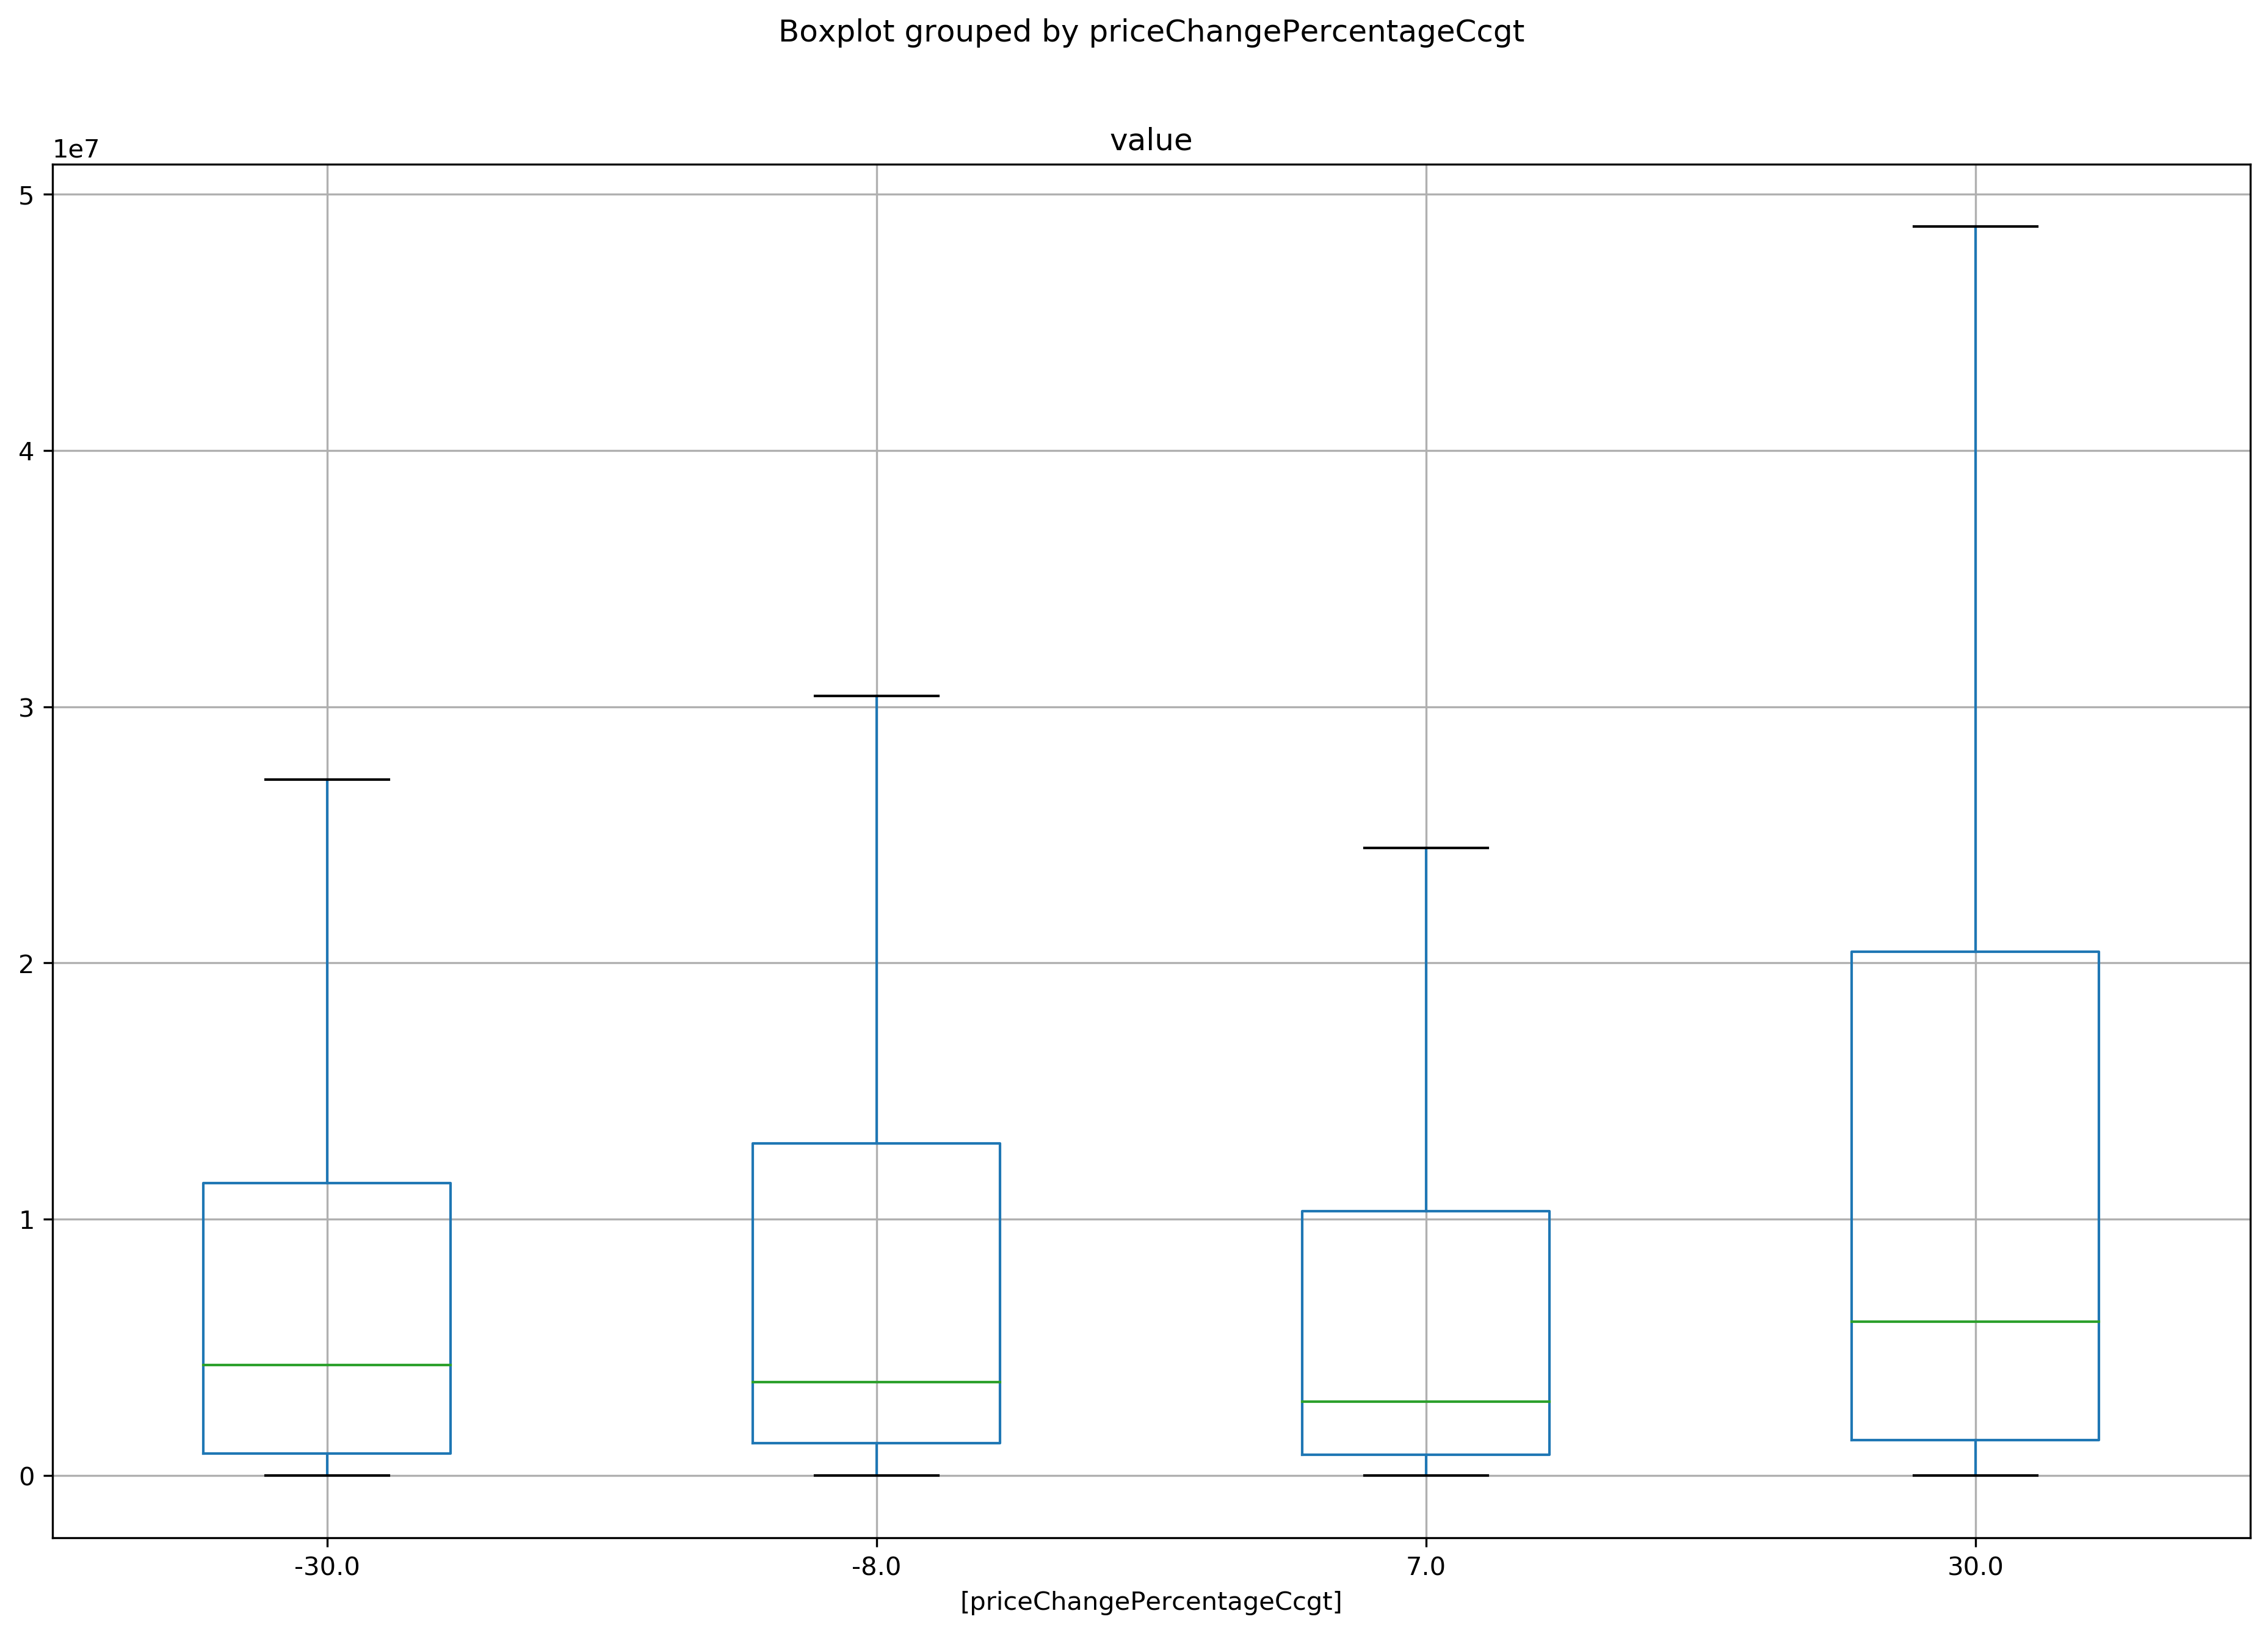 Boxplot grouped by priceChangePercentageCcgt
value
1e7
5
4
3
2
1
0
-30.0 -8.0 7.0 30.0
[priceChangePercentageCcgt]